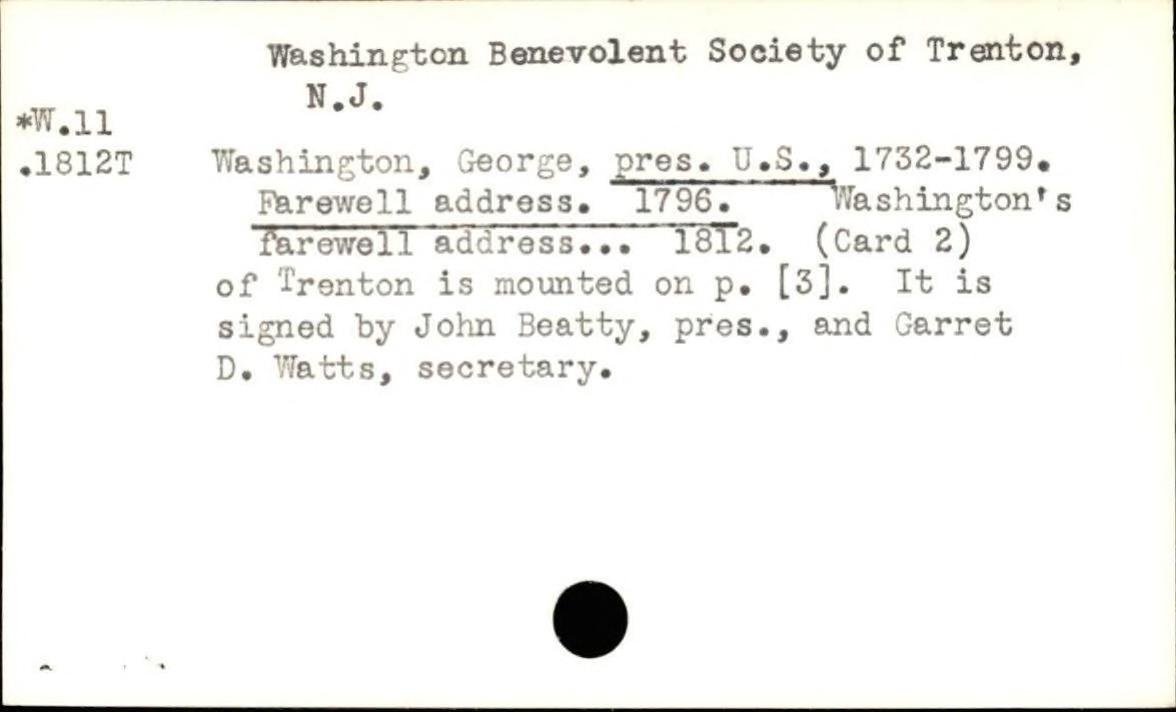 Washington Benevolent Society of Trenton,
N.J.
*W.11
.1812T
Washington, George, pres. U.S., 1732-1799.
Farewell address. 1796. Washington's
farewell address... 1812. (Card 2)
of Trenton is mounted on p. [3]. It is
signed by John Beatty, pres., and Garret
D. Watts, secretary.